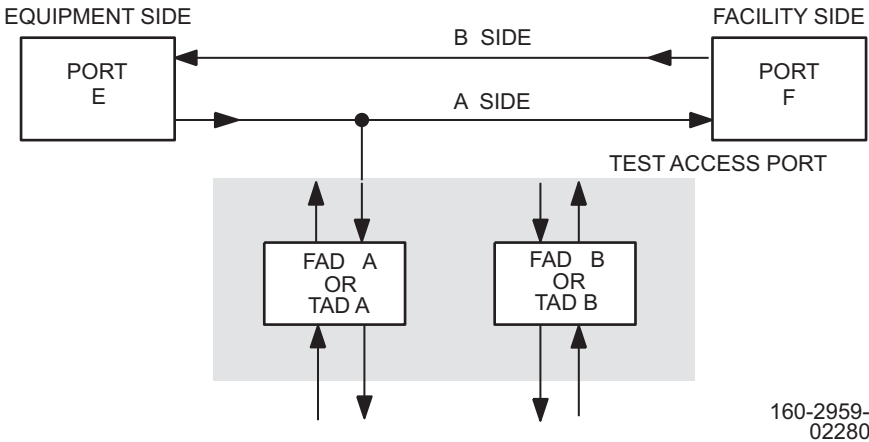 EQUIPMENT SIDE
FACILITY SIDE
B SIDE
PORT
E
PORT
F
A SIDE
TEST ACCESS PORT
FAD A
OR
TAD A
FAD B
OR
TAD B
160-2959-
02280